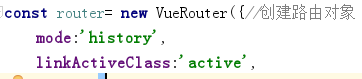 const router= new VueRouter({//创建路由对象
mode:'history',
linkActiveClass:'active',